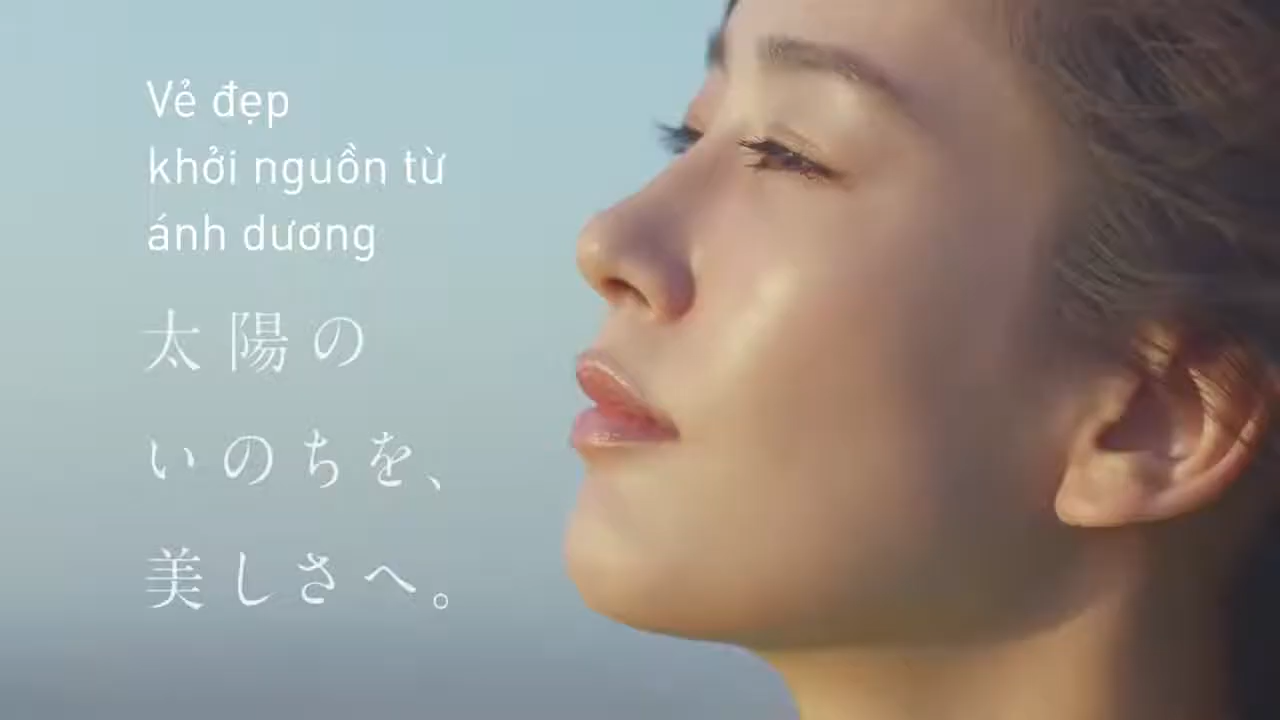 Vẻ đẹp
khởi nguồn từ
ánh dương
太陽の
いのちを、
美しさへ。